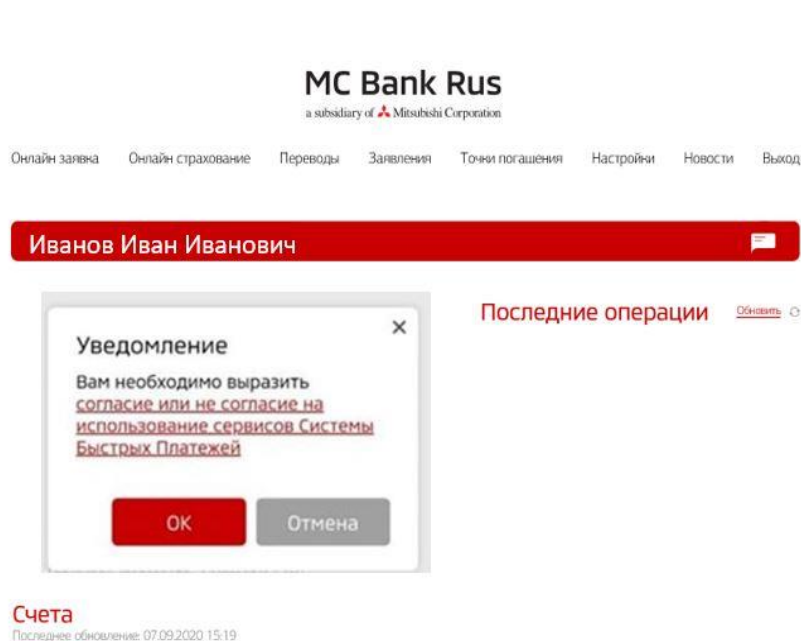 MC Bank Rus
a subsidiary of Mitsubishi Corporation
Онлайн заявка Онлайн страхование Переводы Заявления Точки погашения Настройки Новости Выход
Иванов Иван Иванович
Последние операции Обновить
Уведомление
Вам необходимо выразить
согласие или не согласие на
использование сервисов Системы
Быстрых Платежей
ОК Отмена
Счета
Последнее обновление: 07.09.2020 15:19